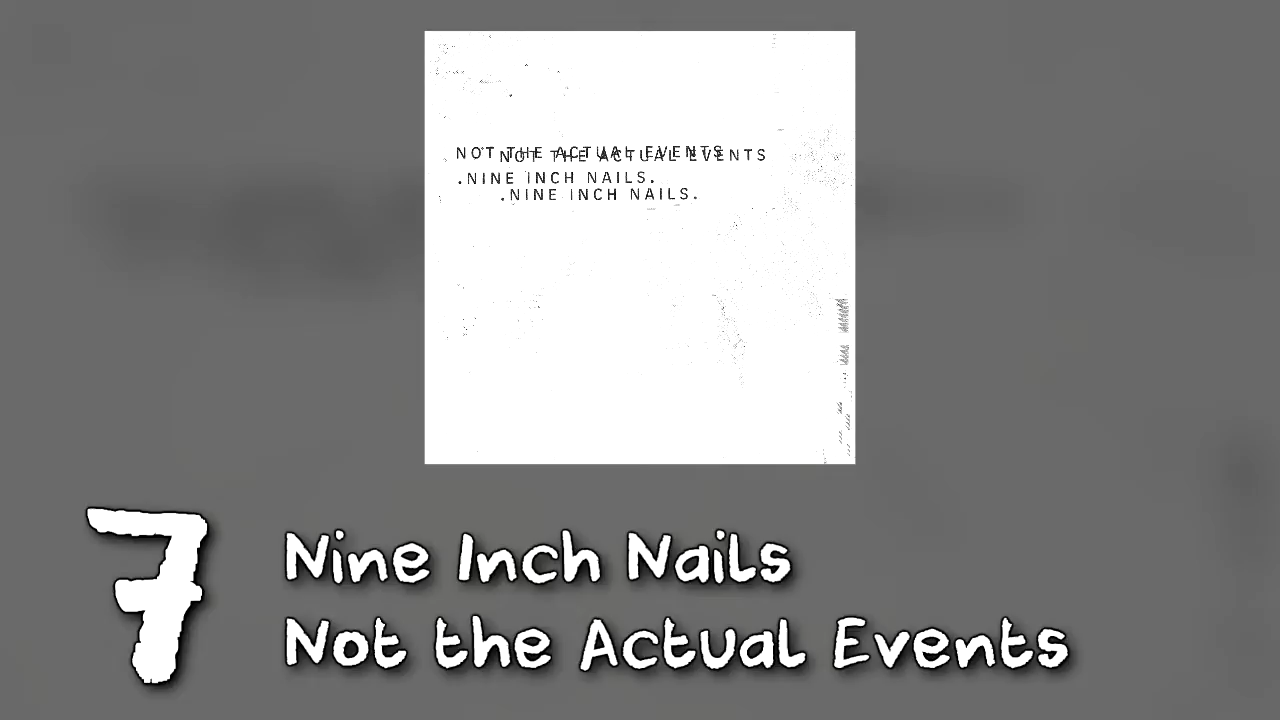 NOT THE ACTUAL EVENTS
NOT THE ACTUAL EVENTS
.NINE INCH NAILS.
.NINE INCH NAILS.
7
Nine Inch Nails
Not the Actual Events